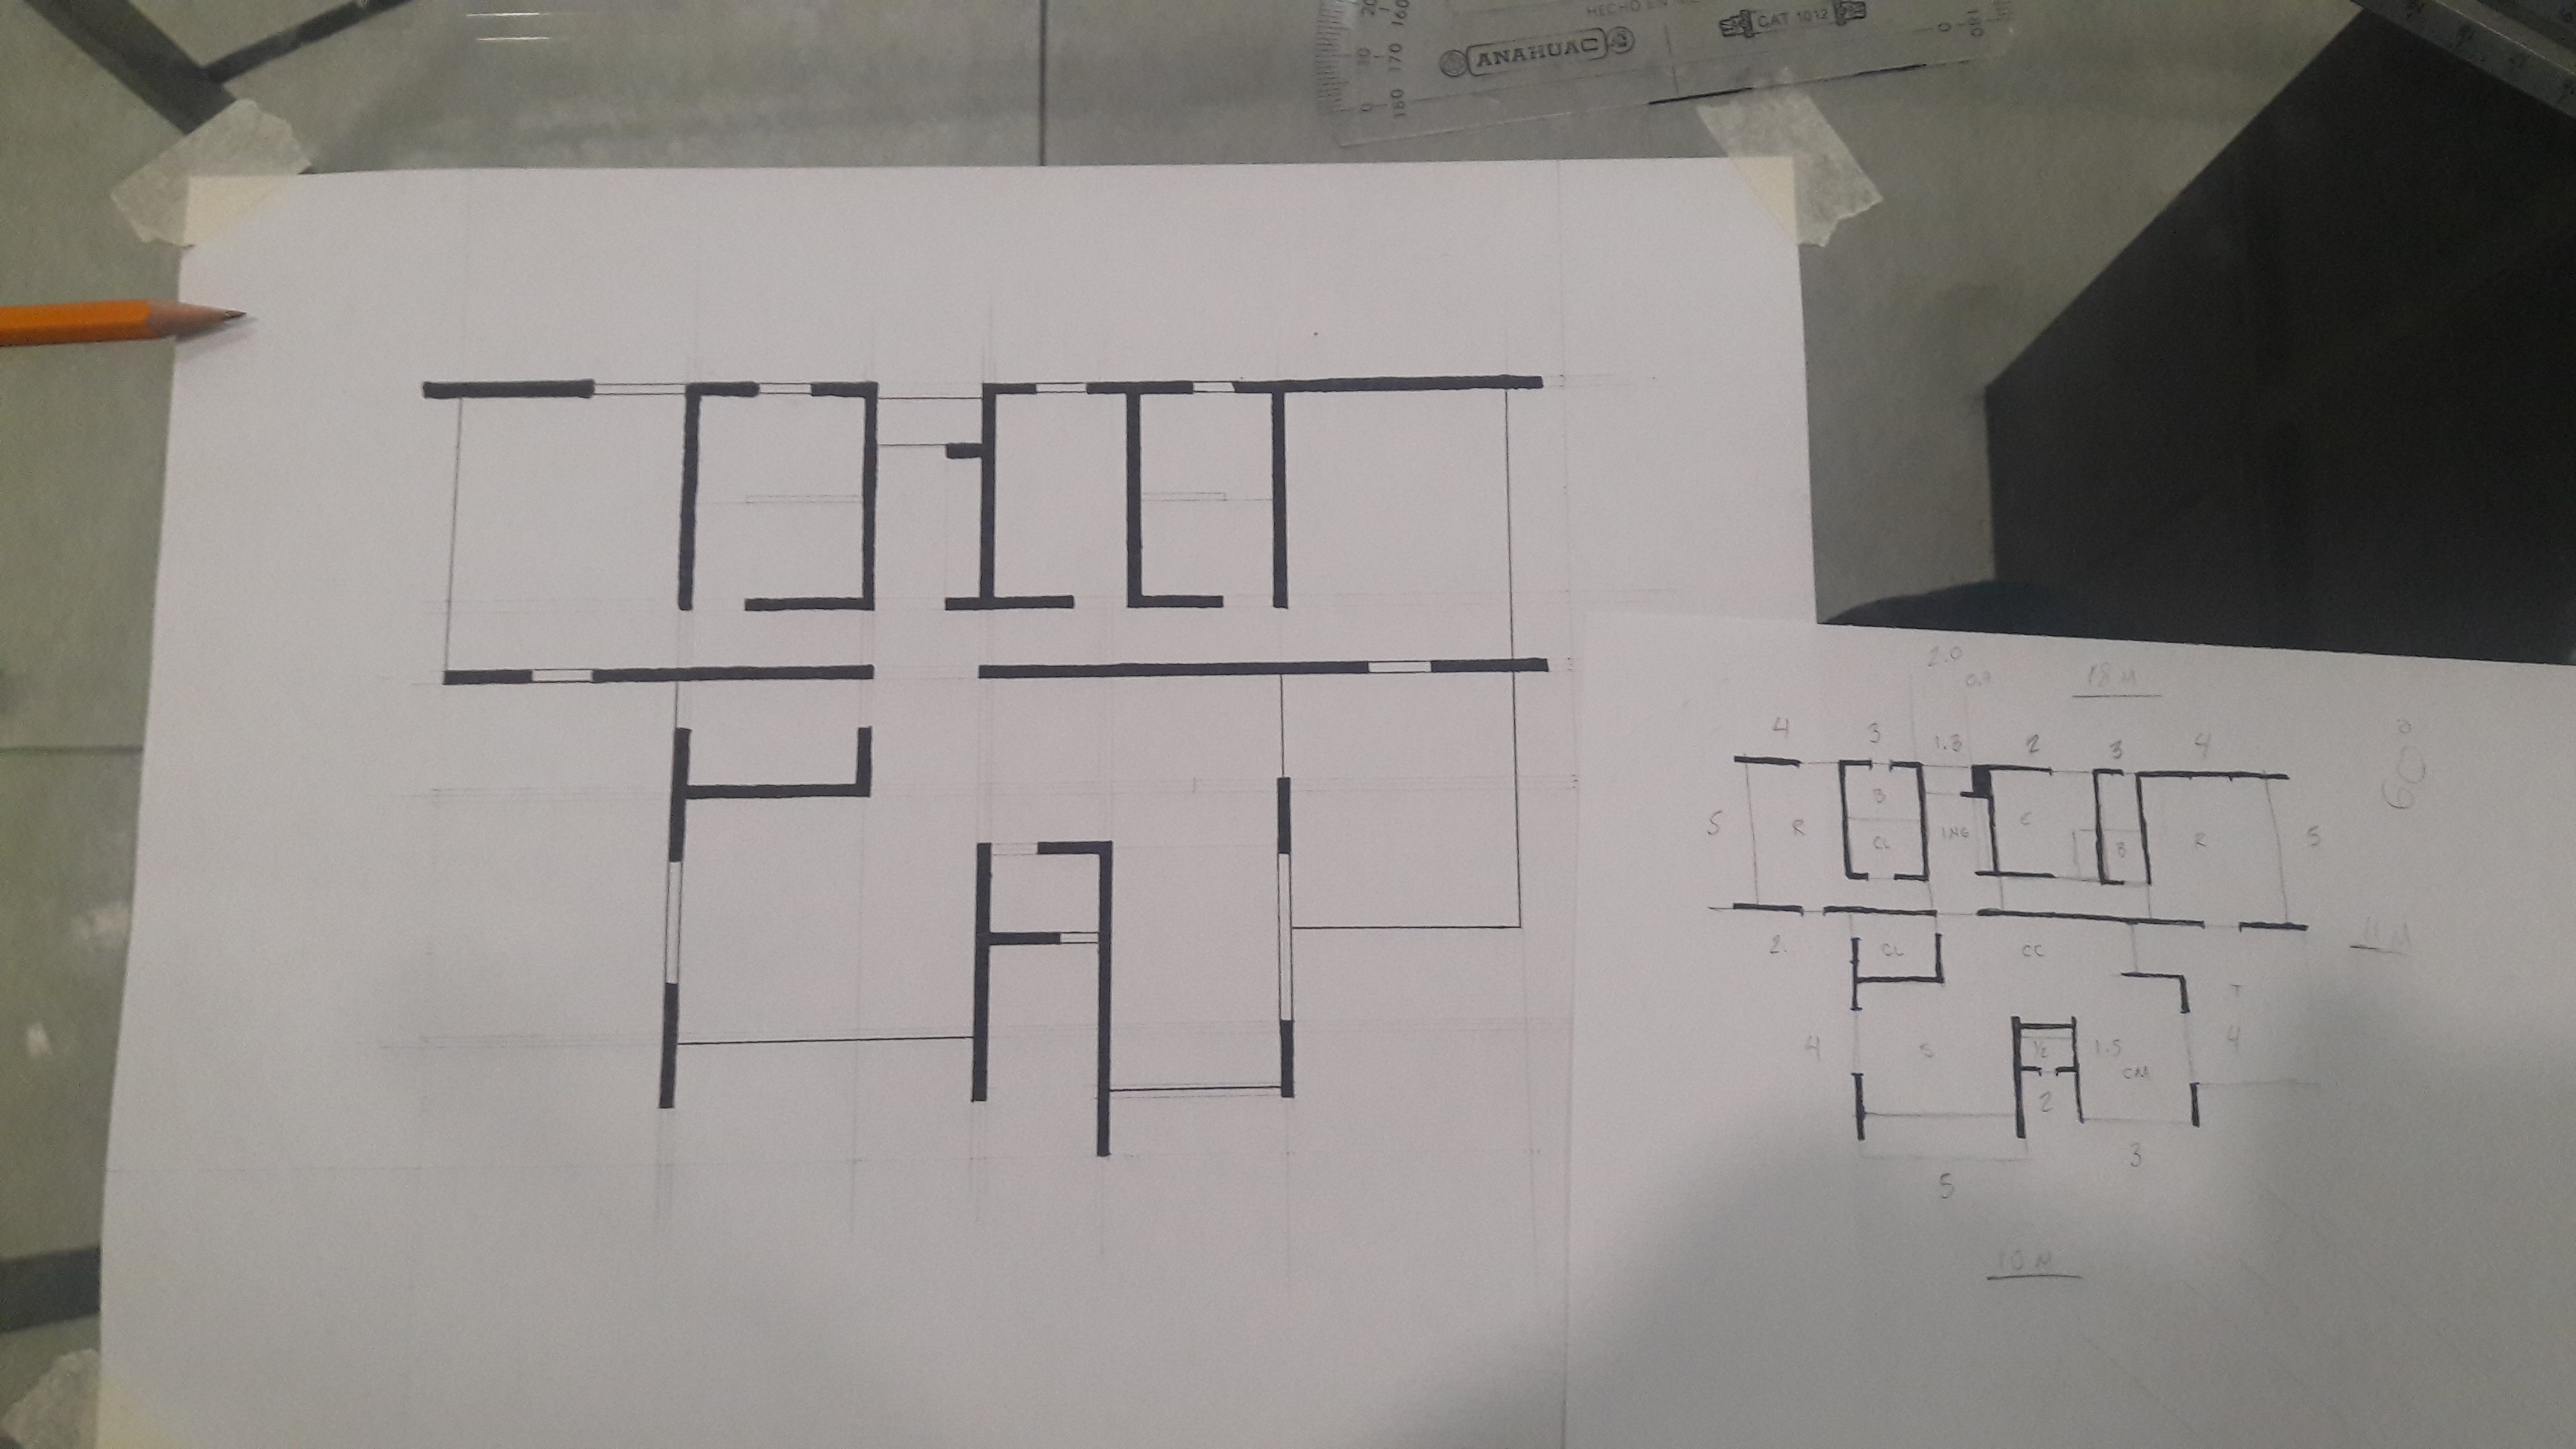 HECHO EN
ANAHUAC
CAT 1012
160
170
180
0
2.0
18 M
60°
4 3 1.3 2 3 4
5 R B ING C B R 5
CL
11 M
2. CL CC
T
4 S ½ 1.5 4
CM
2
3
5
10 M